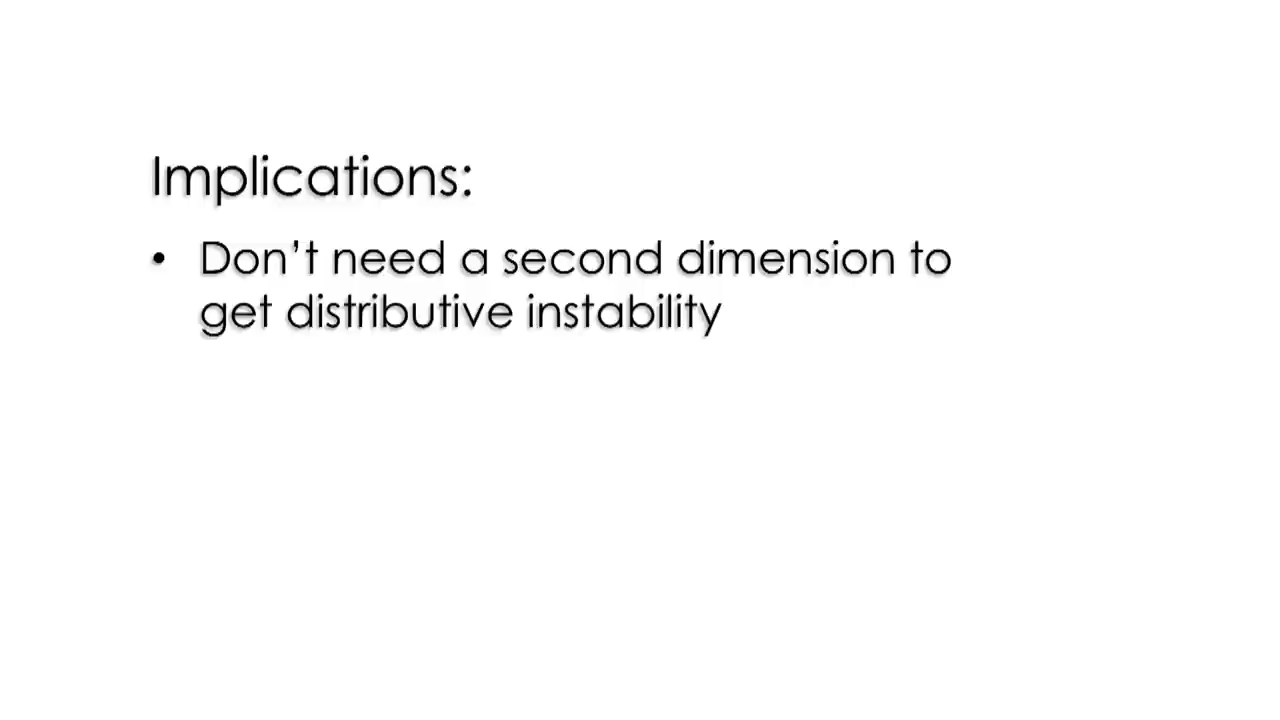 Implications:
• Don’t need a second dimension to
get distributive instability